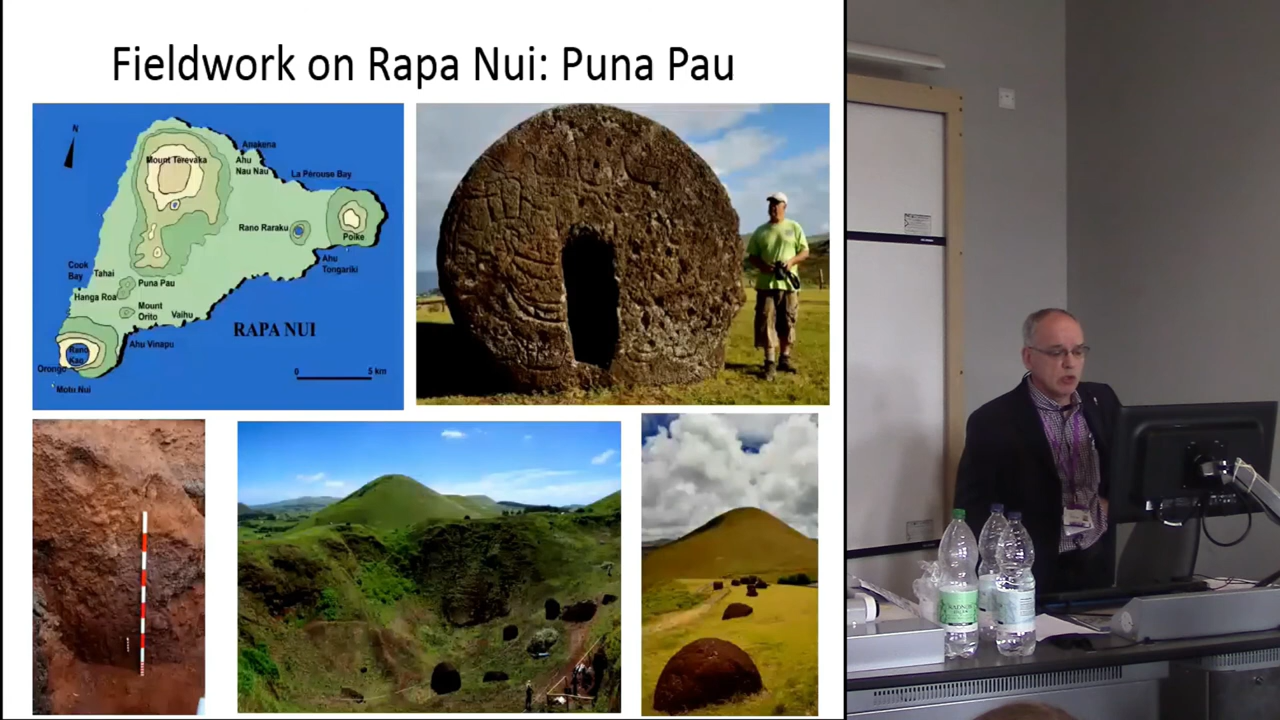 Fieldwork on Rapa Nui: Puna Pau
N
Anakena
Mount Terevaka
Ahu
Nau Nau
La Pérouse Bay
Rano Raraku
Poike
Ahu
Tongariki
Cook
Bay
Tahai
Puna Pau
Hanga Roa
Mount
Orito
Vaihu
RAPA NUI
Ahu Vinapu
Rano
Kao
Orongo
Motu Nui
0 5 km